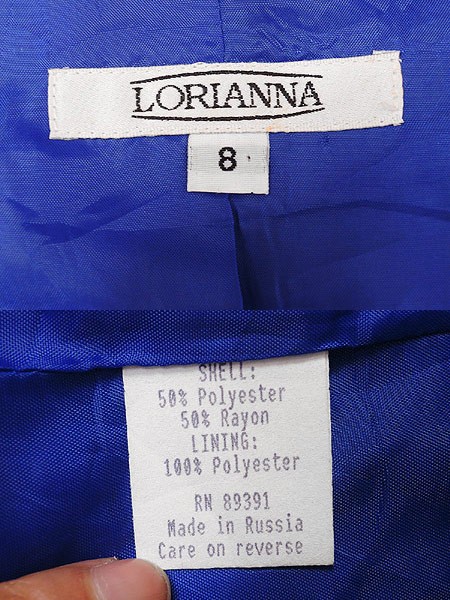 LORIANNA
8
SHELL:
50% Polyester
50% Rayon
LINING:
100% Polyester
RN 89391
Made in Russia
Care on reverse